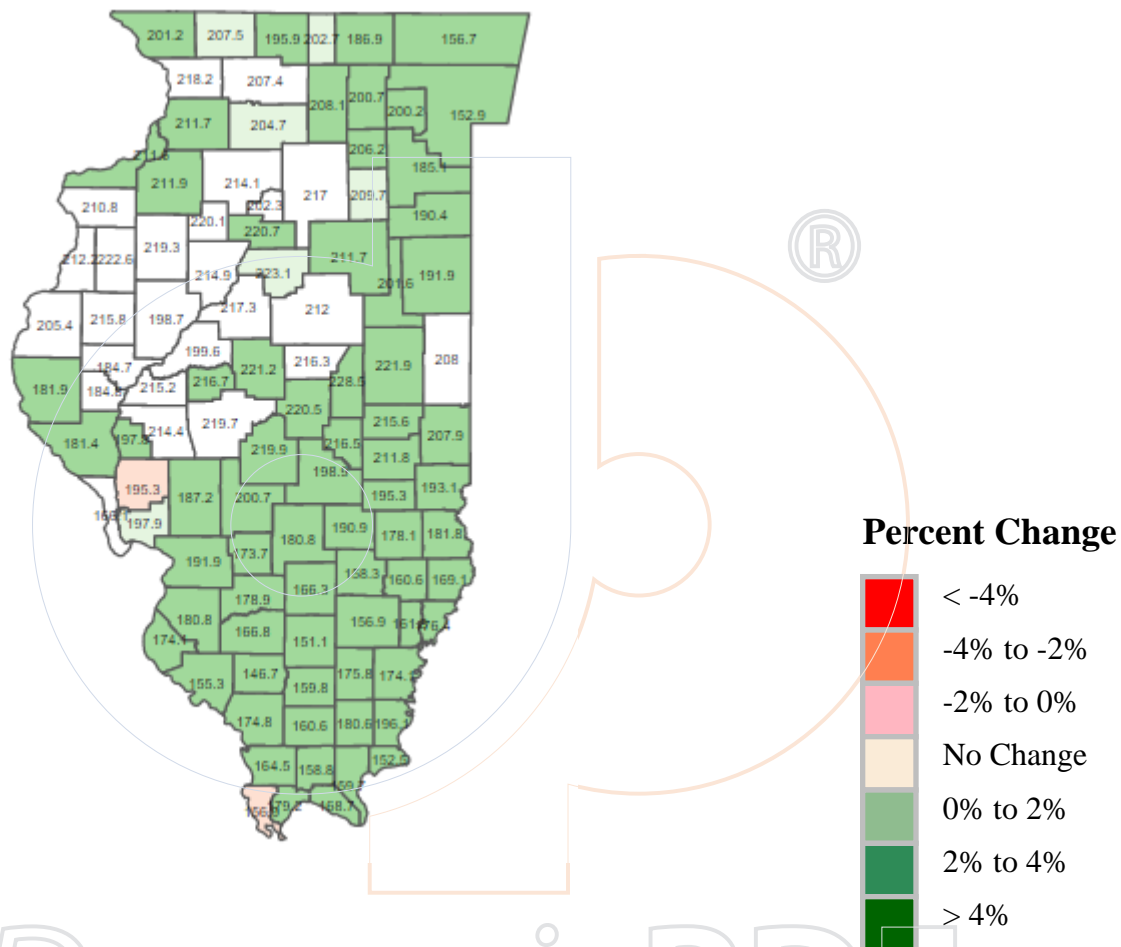 201.2 207.5 195.9 202.7 186.9 156.7
218.2 207.4
208.1 200.7 200.2 152.9
211.7 204.7
206.2
185.1
211.9 214.1 217 209.7
210.8 202.3
220.1 220.7 190.4
219.3
212.2 222.6 211.7
214.9 223.1 201.6 191.9
205.4 215.8 198.7 217.3 212
199.6
184.7 216.3 208
181.9 184.8 215.2 216.7 221.2 228.5 221.9
220.5
181.4 197.8 214.4 219.7 215.6 207.9
219.9 216.5 211.8
198.5
195.3 187.2 200.7 195.3 193.1
197.9 190.9
191.9 173.7 180.8 178.1 181.8
166.3 160.6 169.1
178.9
180.8 166.8 156.9
174.1 151.1
155.3 146.7 159.8 175.8 174.1
174.8 160.6 180.6 196.1
164.5 158.8 152.5
179.2 168.7
®
Percent Change
< -4%
-4% to -2%
-2% to 0%
No Change
0% to 2%
2% to 4%
> 4%